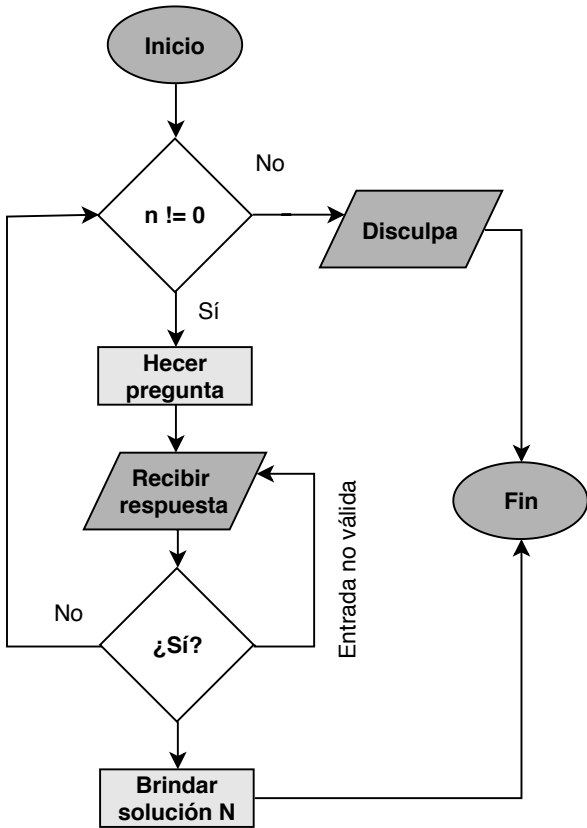 Inicio
No
n != 0
Disculpa
Sí
Hecer
pregunta
Recibir
respuesta
Entrada no válida
Fin
No
¿Sí?
Brindar
solución N